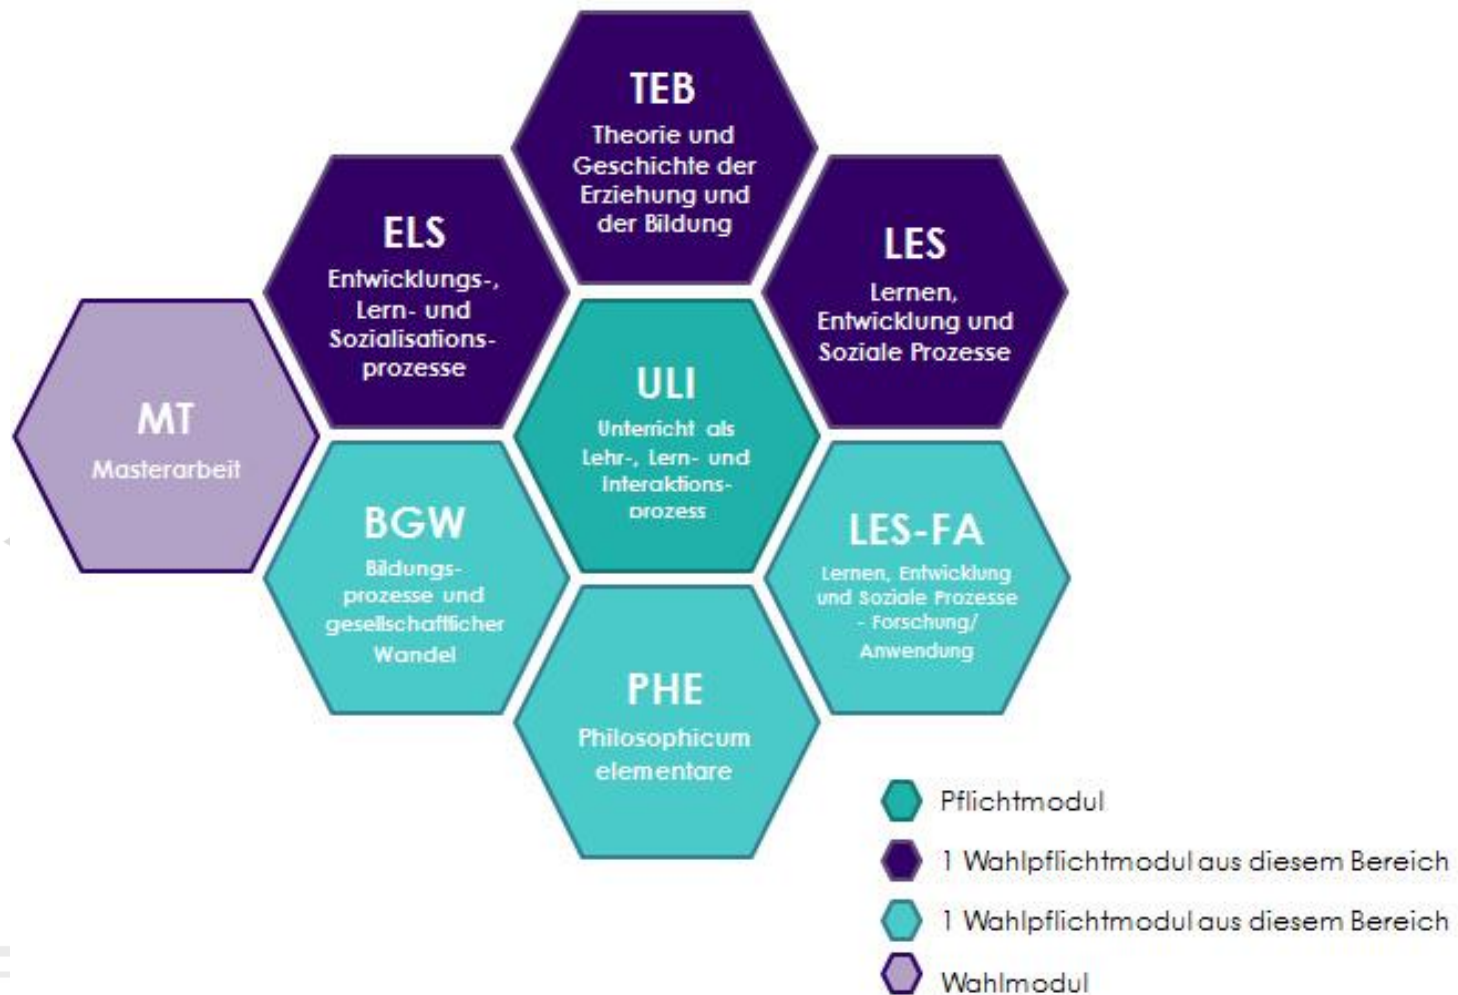 TEB
Theorie und
Geschichte der
Erziehung und
der Bildung
ELS
Entwicklungs-,
Lern- und
Sozialisations-
prozesse
LES
Lernen,
Entwicklung und
Soziale Prozesse
MT
Masterarbeit
ULI
Unterricht als
Lehr-, Lern- und
Interaktions-
prozess
BGW
Bildungs-
prozesse und
gesellschaftlicher
Wandel
LES-FA
Lernen, Entwicklung
und Soziale Prozesse
- Forschung/
Anwendung
PHE
Philosophicum
elementare
Pflichtmodul
1 Wahlpflichtmodul aus diesem Bereich
1 Wahlpflichtmodul aus diesem Bereich
Wahlmodul